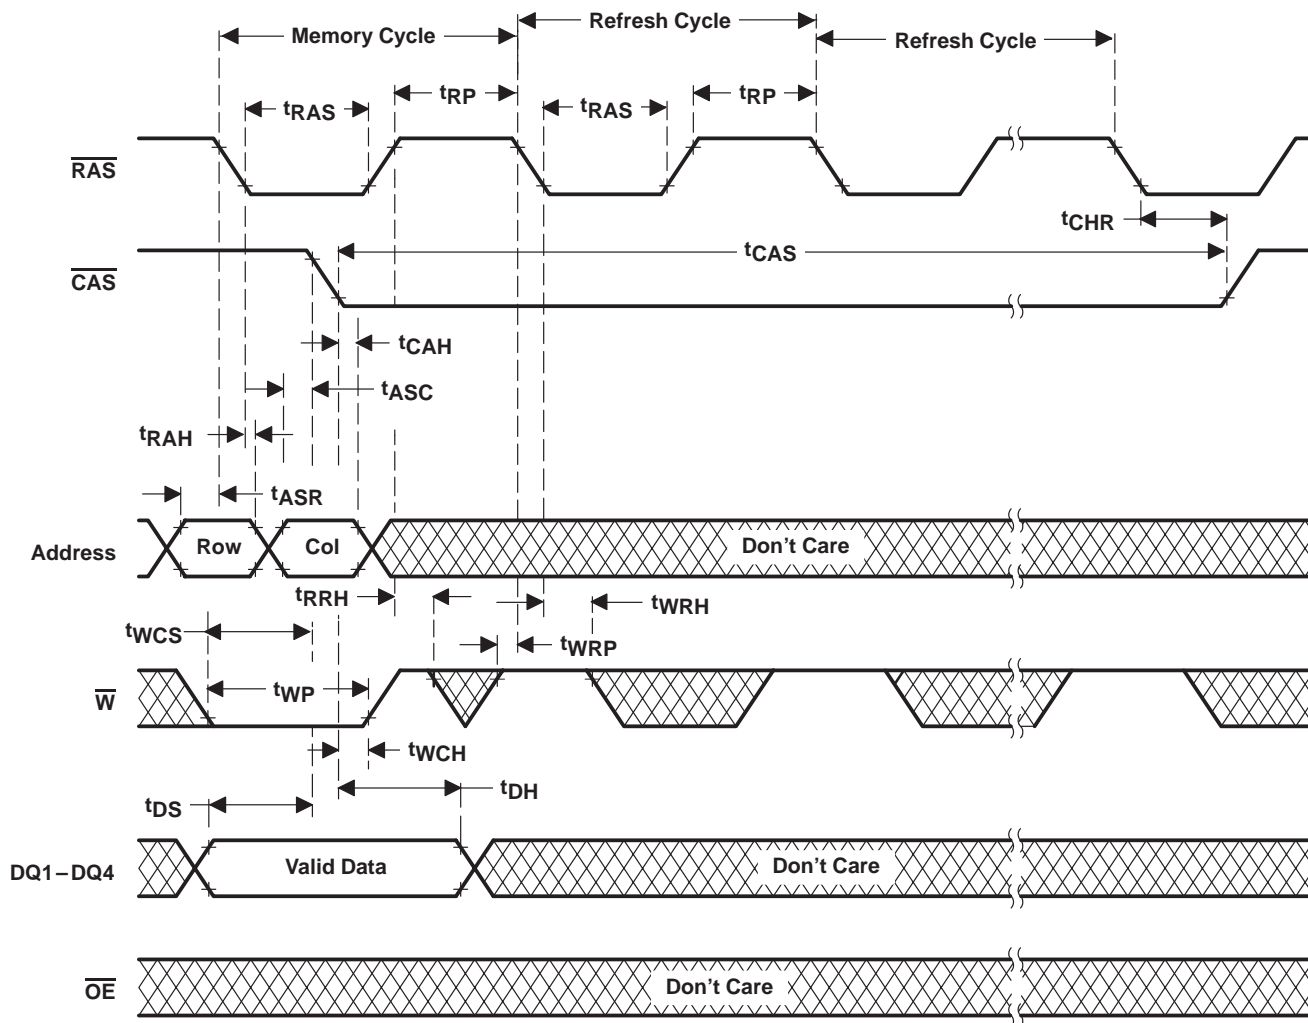 Memory Cycle
Refresh Cycle
Refresh Cycle
tRAS
tRP
tRAS
tRP
RAS
tCHR
tCAS
CAS
tCAH
tASC
tRAH
tASR
Address
Row
Col
Don't Care
tRRH
tWRH
tWCS
tWRP
W
tWP
tWCH
tDH
tDS
DQ1–DQ4
Valid Data
Don't Care
OE
Don't Care